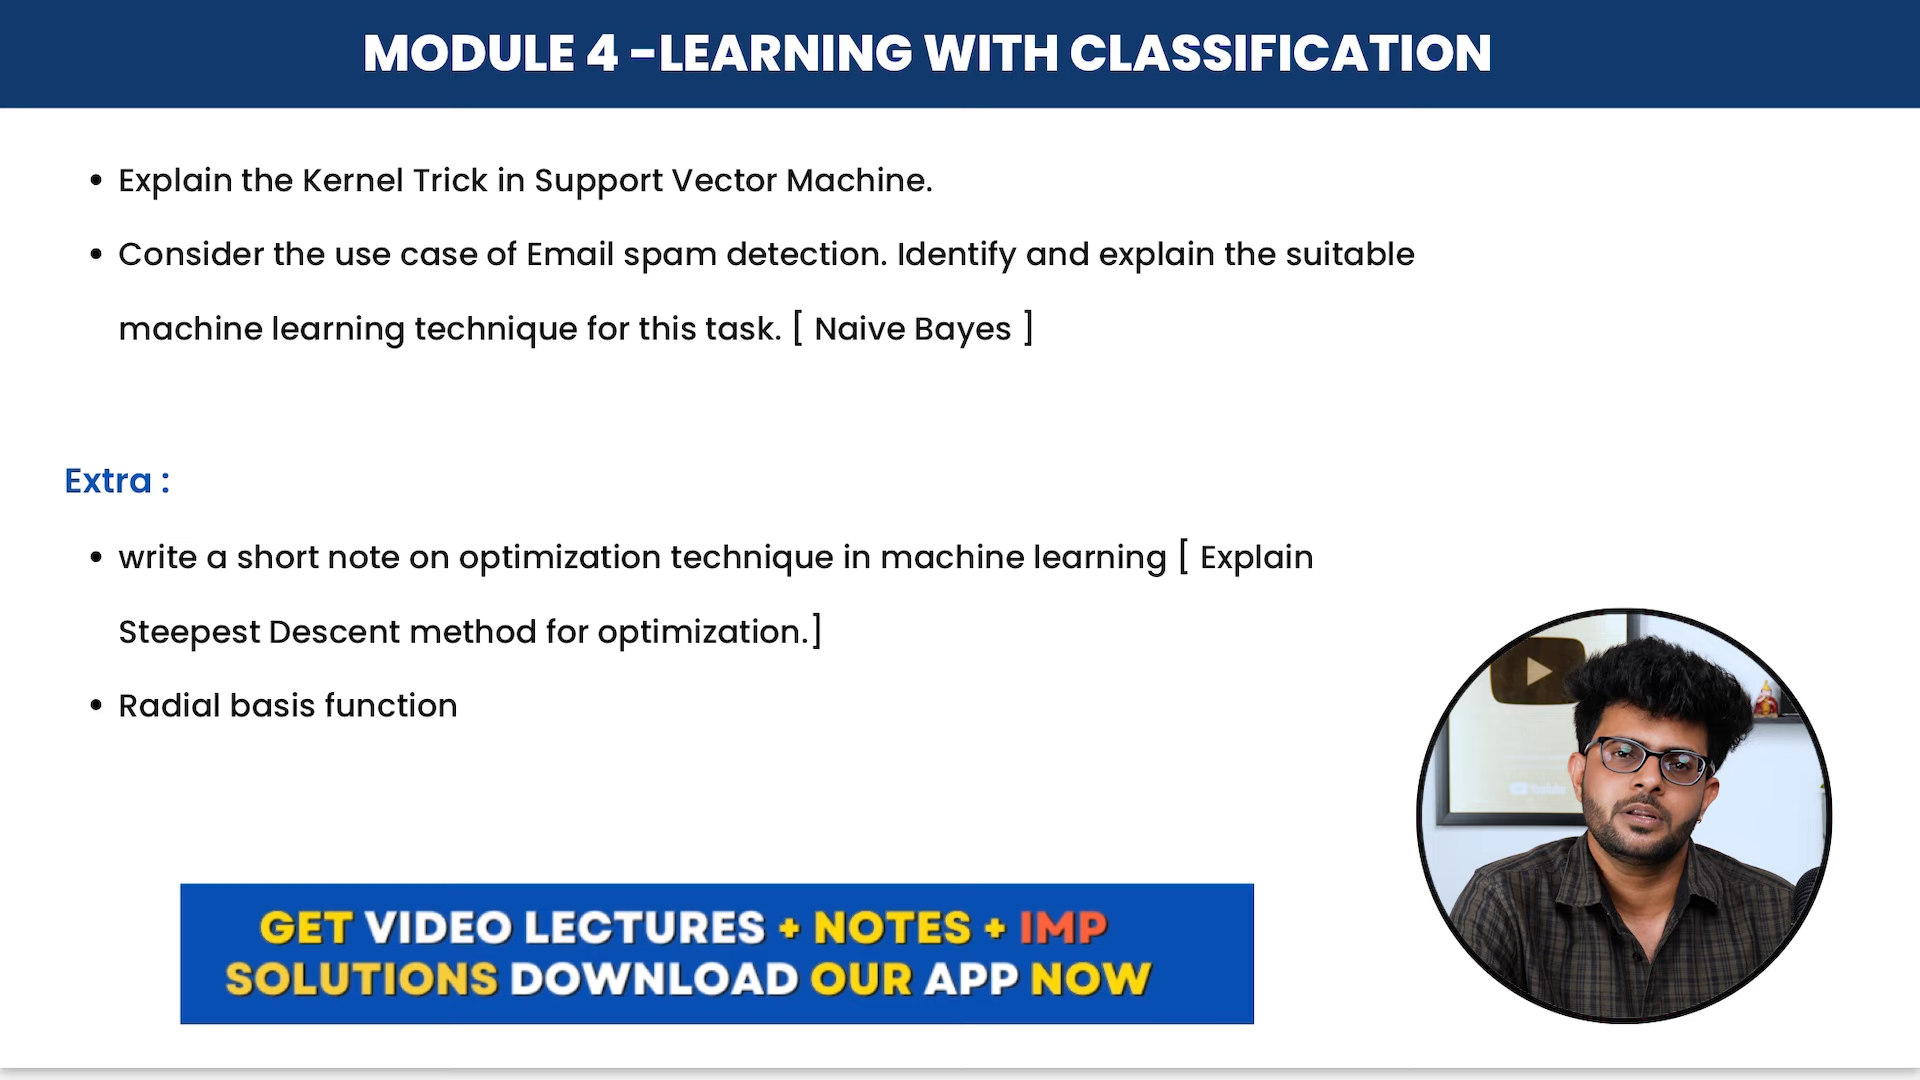 MODULE 4 -LEARNING WITH CLASSIFICATION
• Explain the Kernel Trick in Support Vector Machine.
• Consider the use case of Email spam detection. Identify and explain the suitable
machine learning technique for this task. [ Naive Bayes ]
Extra :
• write a short note on optimization technique in machine learning [ Explain
Steepest Descent method for optimization.]
• Radial basis function
YouTube
GET VIDEO LECTURES + NOTES + IMP
SOLUTIONS DOWNLOAD OUR APP NOW